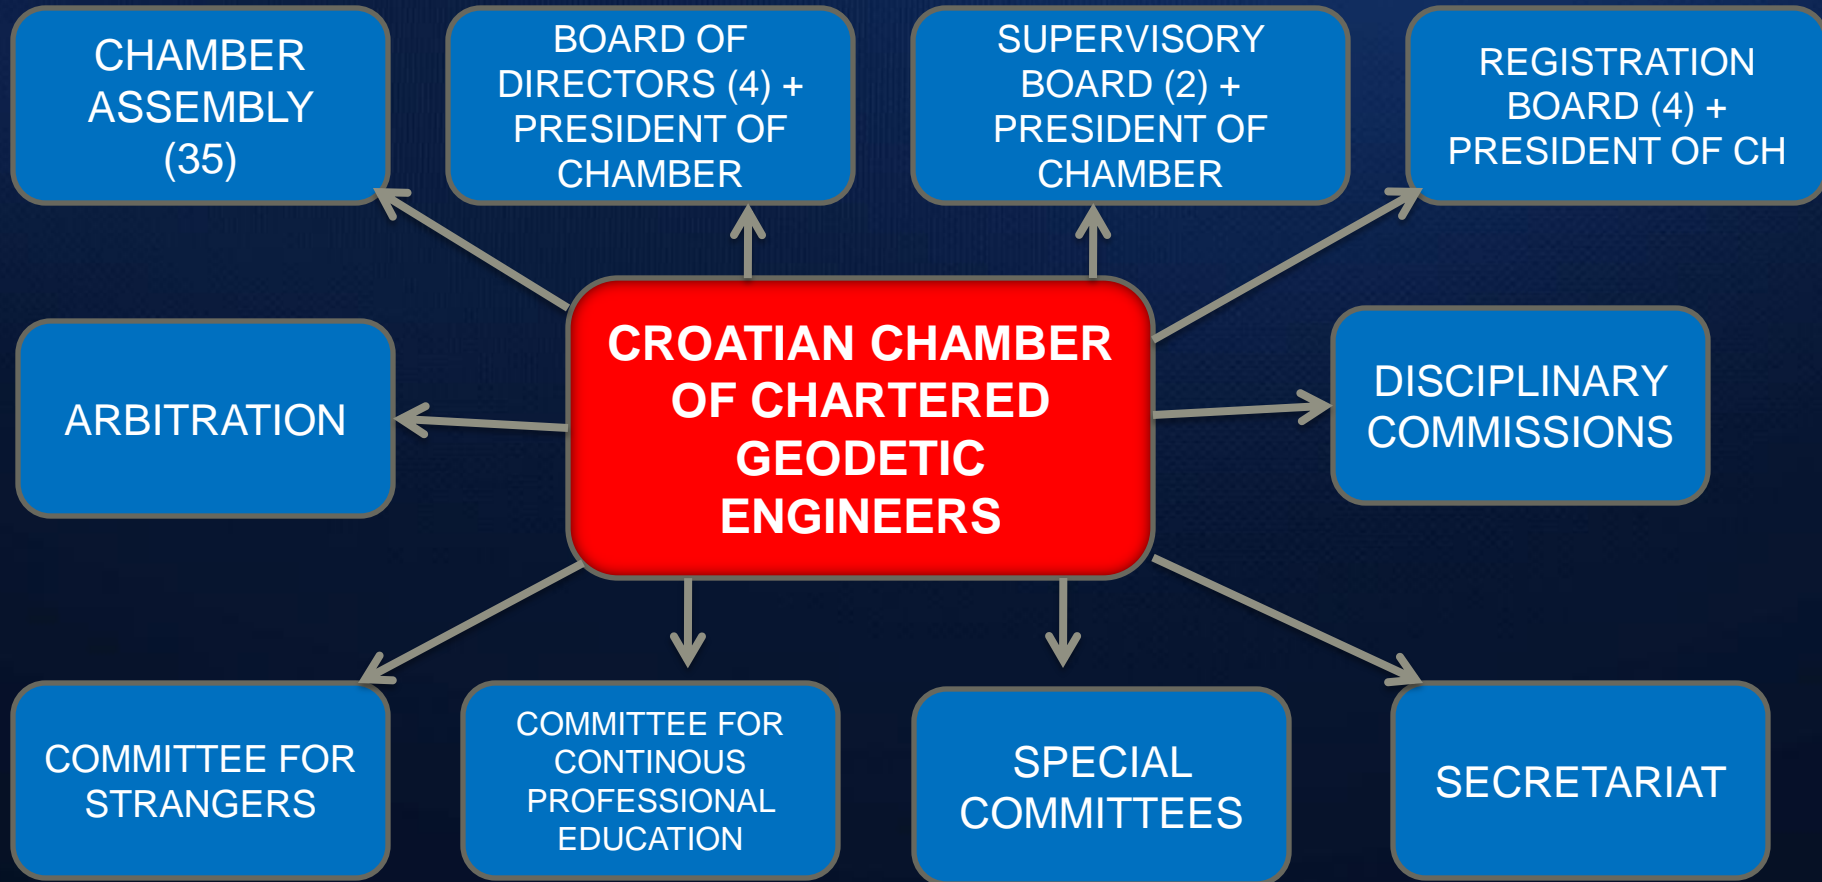 CHAMBER
ASSEMBLY
(35)
BOARD OF
DIRECTORS (4) +
PRESIDENT OF
CHAMBER
SUPERVISORY
BOARD (2) +
PRESIDENT OF
CHAMBER
REGISTRATION
BOARD (4) +
PRESIDENT OF CH
CROATIAN CHAMBER
OF CHARTERED
GEODETIC
ENGINEERS
ARBITRATION
DISCIPLINARY
COMMISSIONS
COMMITTEE FOR
STRANGERS
COMMITTEE FOR
CONTINOUS
PROFESSIONAL
EDUCATION
SPECIAL
COMMITTEES
SECRETARIAT